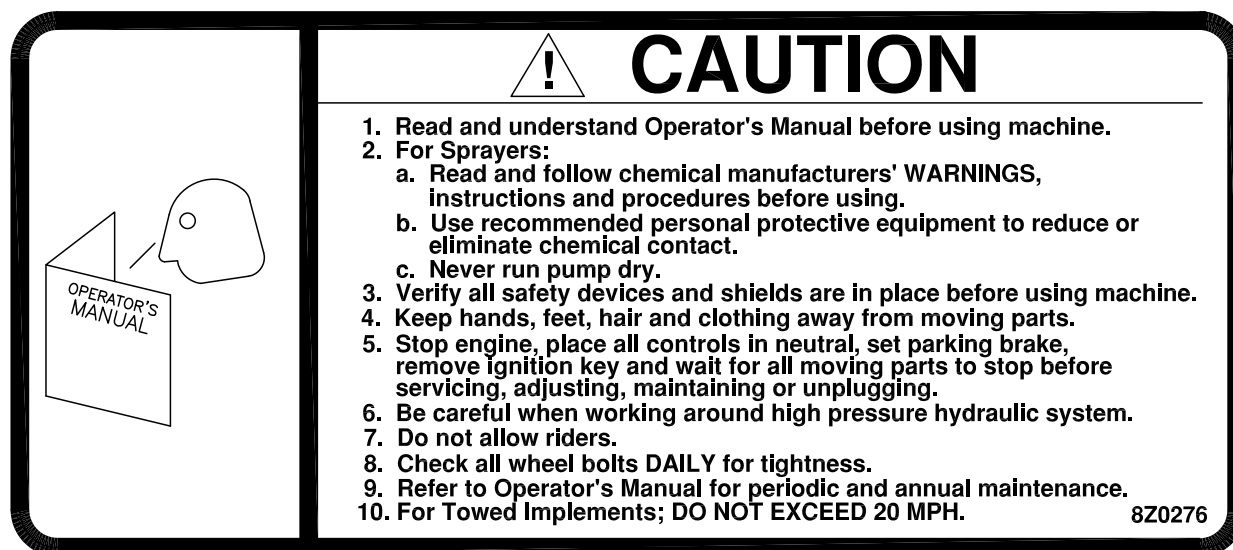 OPERATOR'S
MANUAL
! CAUTION
1. Read and understand Operator's Manual before using machine.
2. For Sprayers:
a. Read and follow chemical manufacturers' WARNINGS,
instructions and procedures before using.
b. Use recommended personal protective equipment to reduce or
eliminate chemical contact.
c. Never run pump dry.
3. Verify all safety devices and shields are in place before using machine.
4. Keep hands, feet, hair and clothing away from moving parts.
5. Stop engine, place all controls in neutral, set parking brake,
remove ignition key and wait for all moving parts to stop before
servicing, adjusting, maintaining or unplugging.
6. Be careful when working around high pressure hydraulic system.
7. Do not allow riders.
8. Check all wheel bolts DAILY for tightness.
9. Refer to Operator's Manual for periodic and annual maintenance.
10. For Towed Implements; DO NOT EXCEED 20 MPH.
8Z0276